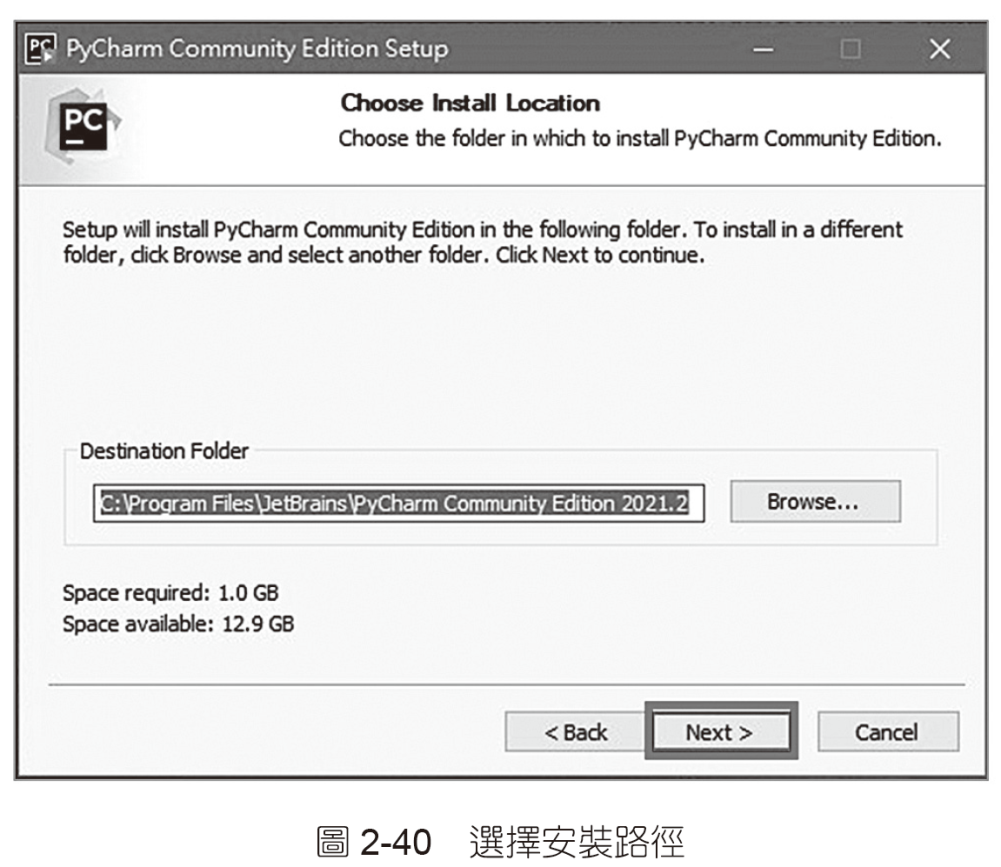 PC PyCharm Community Edition Setup
PC
Choose Install Location
Choose the folder in which to install PyCharm Community Edition.
Setup will install PyCharm Community Edition in the following folder. To install in a different
folder, click Browse and select another folder. Click Next to continue.
Destination Folder
C:\Program Files\JetBrains\PyCharm Community Edition 2021.2
Browse...
Space required: 1.0 GB
Space available: 12.9 GB
< Back Next > Cancel
圖 2-40 選擇安裝路徑